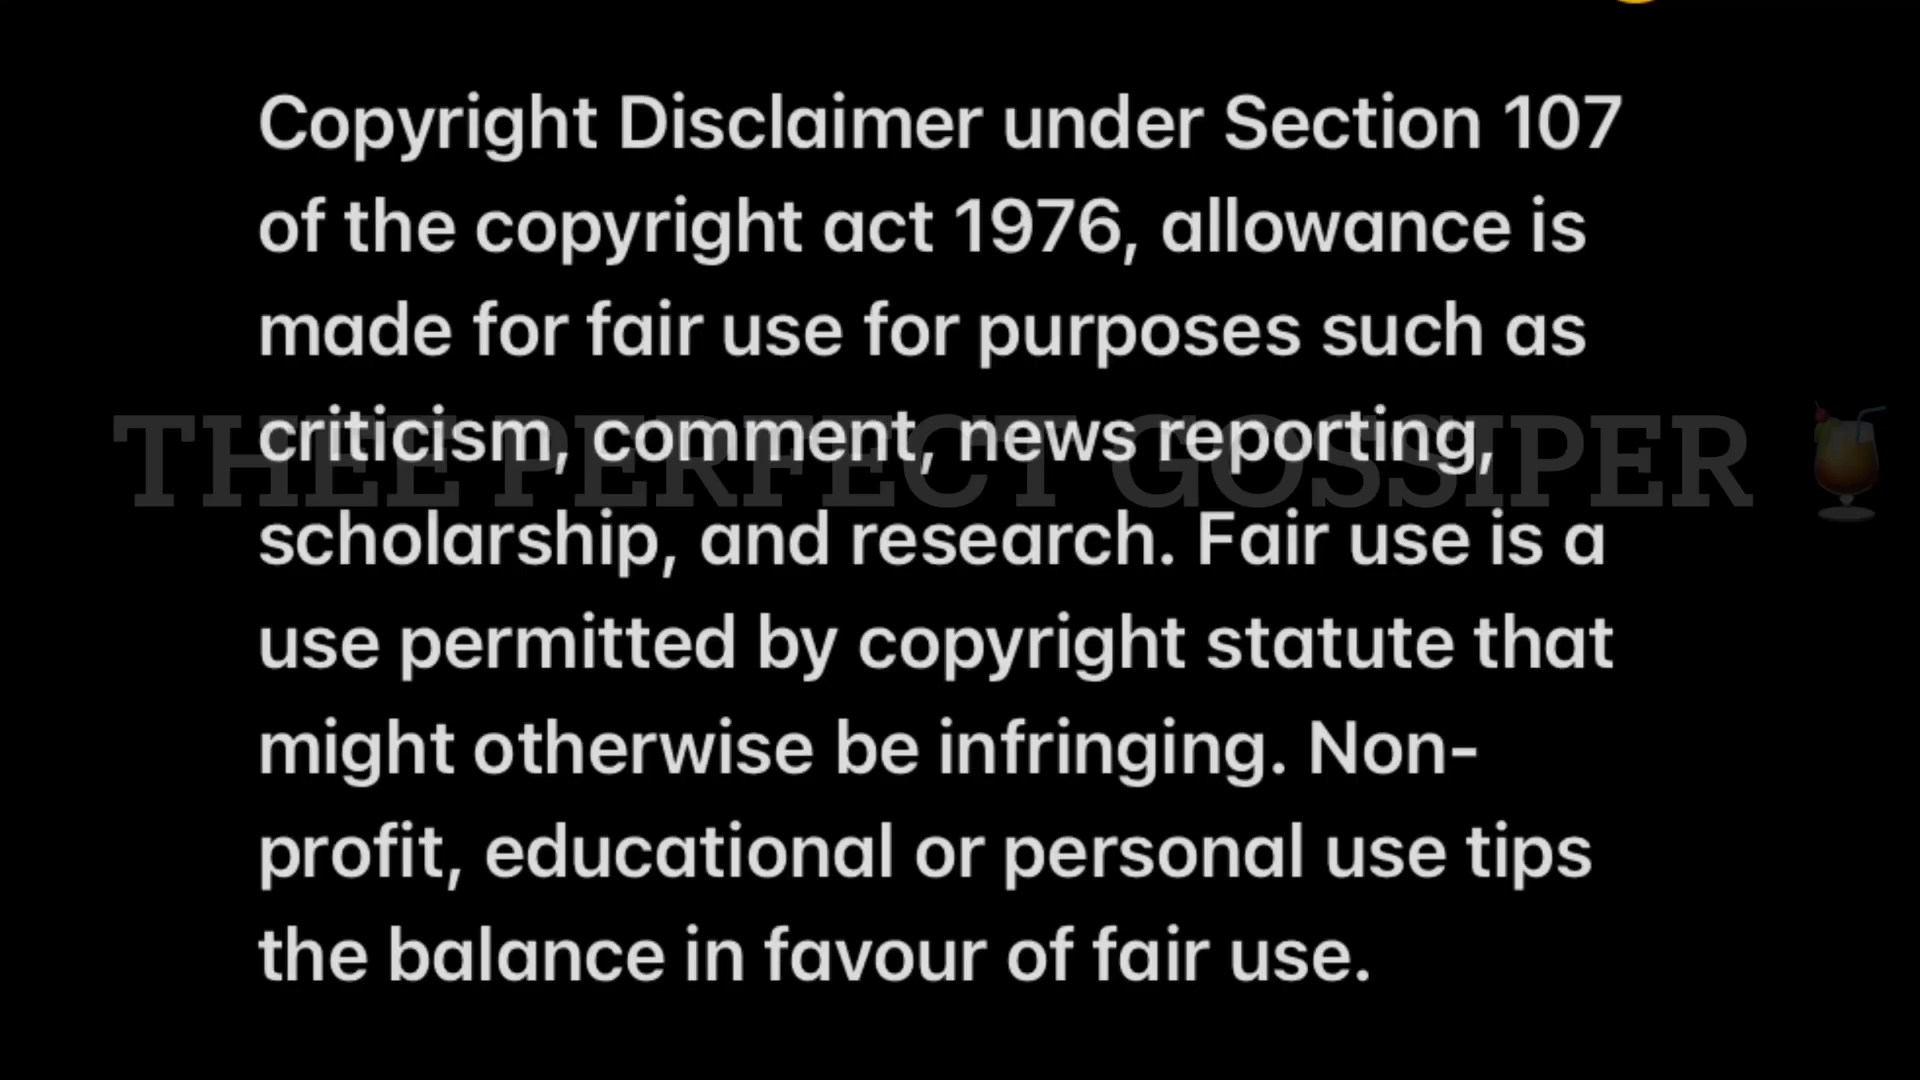 Copyright Disclaimer under Section 107
of the copyright act 1976, allowance is
made for fair use for purposes such as
criticism, comment, news reporting,
THEE PERFECT GOSSIPER
scholarship, and research. Fair use is a
use permitted by copyright statute that
might otherwise be infringing. Non-
profit, educational or personal use tips
the balance in favour of fair use.